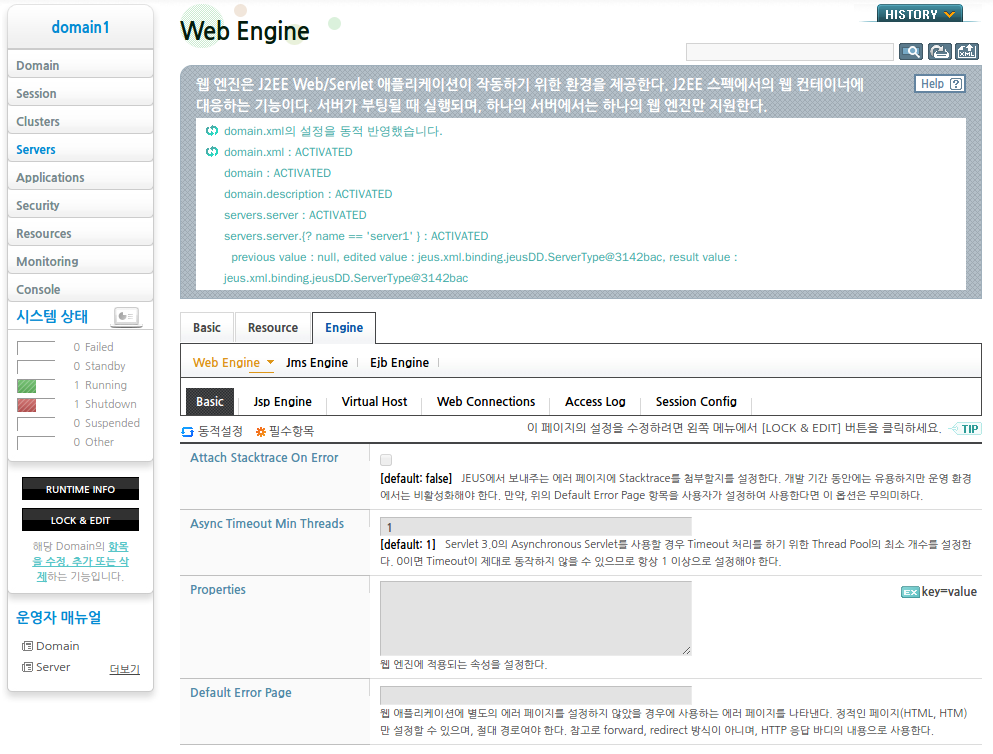 domain1
Domain
Session
Clusters
Servers
Applications
Security
Resources
Monitoring
Console
시스템 상태
0 Failed
0 Standby
1 Running
1 Shutdown
0 Suspended
0 Other
RUNTIME INFO
LOCK & EDIT
해당 Domain의 항목
을 수정, 추가 또는 삭
제하는 기능입니다.
운영자 매뉴얼
Domain
Server
더보기
HISTORY
Web Engine
XML
웹 엔진은 J2EE Web/Servlet 애플리케이션이 작동하기 위한 환경을 제공한다. J2EE 스펙에서의 웹 컨테이너에
대응하는 기능이다. 서버가 부팅될 때 실행되며, 하나의 서버에서는 하나의 웹 엔진만 지원한다.
Help ?
domain.xml의 설정을 동적 반영했습니다.
domain.xml : ACTIVATED
domain : ACTIVATED
domain.description : ACTIVATED
servers.server : ACTIVATED
servers.server.{? name == 'server1' } : ACTIVATED
previous value : null, edited value : jeus.xml.binding.jeusDD.ServerType@3142bac, result value :
jeus.xml.binding.jeusDD.ServerType@3142bac
Basic Resource Engine
Web Engine Jms Engine Ejb Engine
Basic Jsp Engine Virtual Host Web Connections Access Log Session Config
동적설정 필수항목 이 페이지의 설정을 수정하려면 왼쪽 메뉴에서 [LOCK & EDIT] 버튼을 클릭하세요. TIP
Attach Stacktrace On Error
[default: false] JEUS에서 보내주는 에러 페이지에 Stacktrace를 첨부할지를 설정한다. 개발 기간 동안에는 유용하지만 운영 환경
에서는 비활성화해야 한다. 만약, 위의 Default Error Page 항목을 사용자가 설정하여 사용한다면 이 옵션은 무의미하다.
Async Timeout Min Threads
1
[default: 1] Servlet 3.0의 Asynchronous Servlet를 사용할 경우 Timeout 처리를 하기 위한 Thread Pool의 최소 개수를 설정한
다. 0이면 Timeout이 제대로 동작하지 않을 수 있으므로 항상 1 이상으로 설정해야 한다.
Properties
EX key=value
웹 엔진에 적용되는 속성을 설정한다.
Default Error Page
웹 애플리케이션에 별도의 에러 페이지를 설정하지 않았을 경우에 사용하는 에러 페이지를 나타낸다. 정적인 페이지(HTML, HTM)
만 설정할 수 있으며, 절대 경로여야 한다. 참고로 forward, redirect 방식이 아니며, HTTP 응답 바디의 내용으로 사용한다.